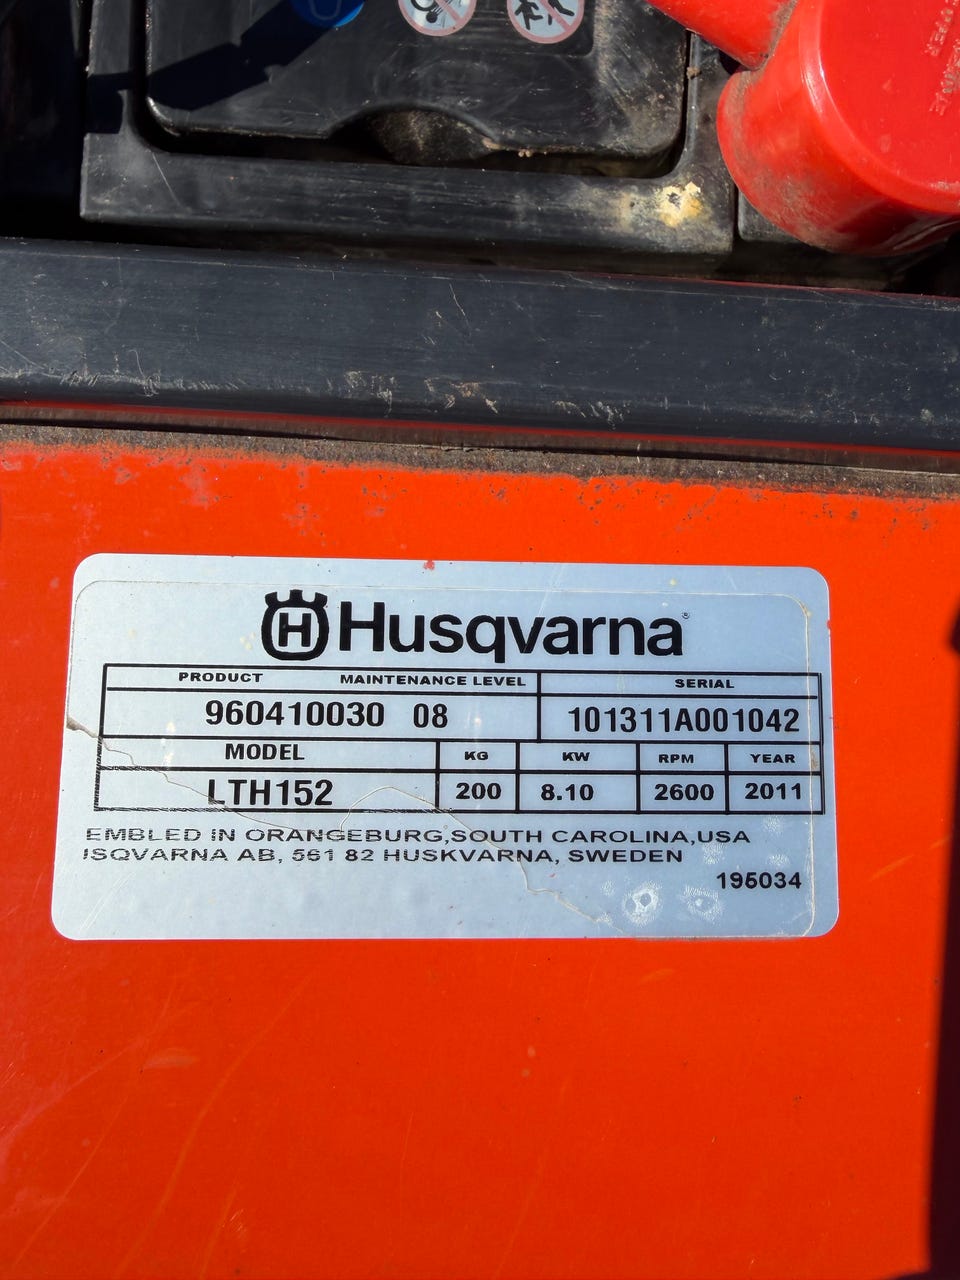 H Husqvarna®
PRODUCT MAINTENANCE LEVEL SERIAL
960410030 08 101311A001042
MODEL KG KW RPM YEAR
LTH152 200 8.10 2600 2011
EMBLED IN ORANGEBURG,SOUTH CAROLINA,USA
ISQVARNA AB, 561 82 HUSKVARNA, SWEDEN
195034